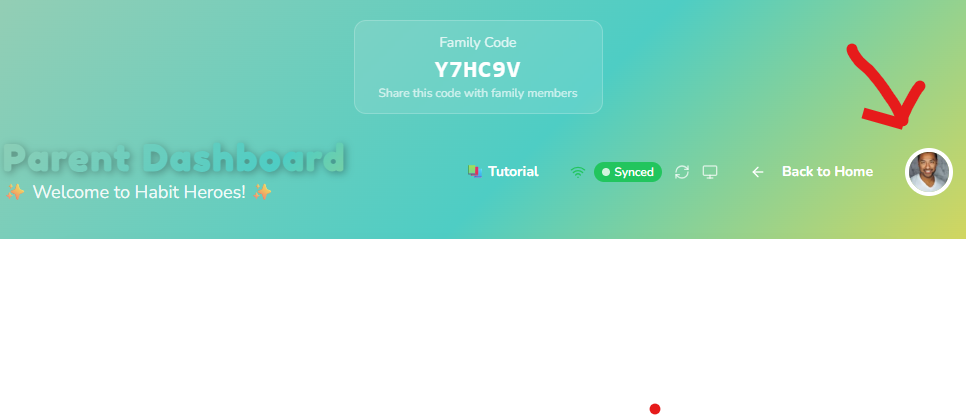 Family Code
Y7HC9V
Share this code with family members
Parent Dashboard
✨ Welcome to Habit Heroes! ✨
Tutorial
Synced
Back to Home